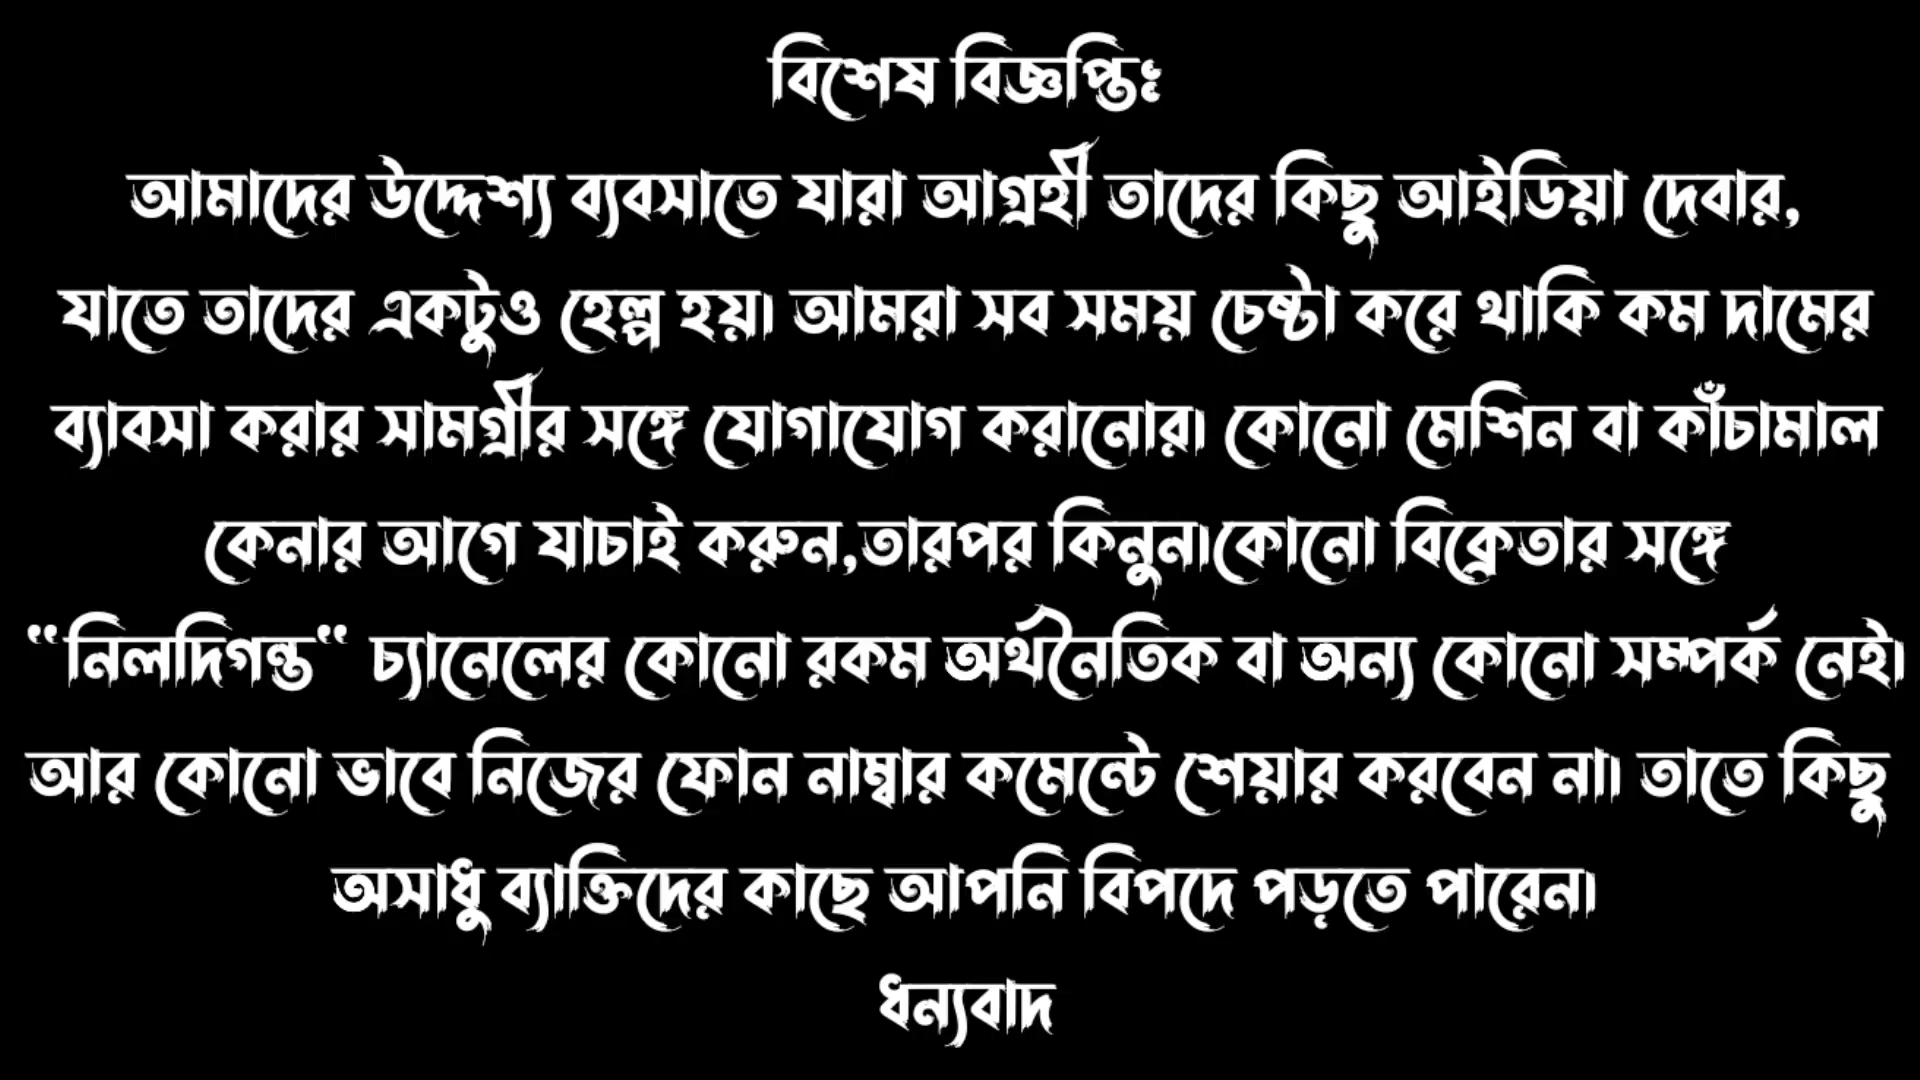 বিশেষ বিজ্ঞপ্তিঃ
আমাদের উদ্দেশ্য ব্যবসাতে যারা আগ্রহী তাদের কিছু আইডিয়া দেবার,
যাতে তাদের একটুও হেল্প হয়। আমরা সব সময় চেষ্টা করে থাকি কম দামের
ব্যাবসা করার সামগ্রীর সঙ্গে যোগাযোগ করানোর। কোনো মেশিন বা কাঁচামাল
কেনার আগে যাচাই করুন,তারপর কিনুন।কোনো বিক্রেতার সঙ্গে
“নিলদিগন্ত“ চ্যানেলের কোনো রকম অর্থনৈতিক বা অন্য কোনো সম্পর্ক নেই।
আর কোনো ভাবে নিজের ফোন নাম্বার কমেন্টে শেয়ার করবেন না। তাতে কিছু
অসাধু ব্যাক্তিদের কাছে আপনি বিপদে পড়তে পারেন।
ধন্যবাদ